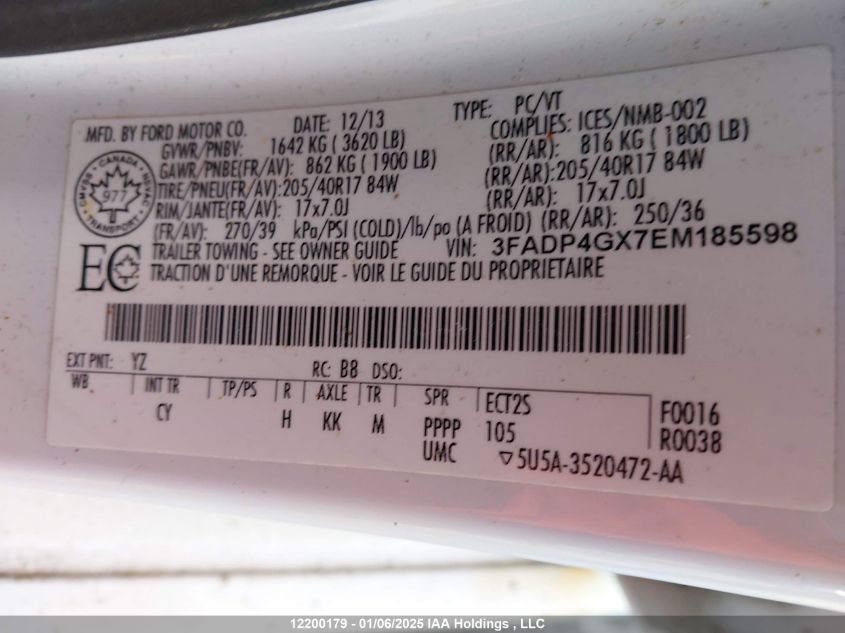 MFD. BY FORD MOTOR CO. DATE: 12/13 TYPE: PC/VT
GVWR/PNBV: 1642 KG ( 3620 LB) COMPLIES: ICES/NMB-002
GAWR/PNBE(FR/AV): 862 KG ( 1900 LB) (RR/AR): 816 KG ( 1800 LB)
TIRE/PNEU(FR/AV): 205/40R17 84W (RR/AR): 205/40R17 84W
RIM/JANTE(FR/AV): 17x7.0J (RR/AR): 17x7.0J
(FR/AV): 270/39 kPa/PSI (COLD)/lb/po (A FROID) (RR/AR): 250/36
TRAILER TOWING - SEE OWNER GUIDE VIN: 3FADP4GX7EM185598
TRACTION D'UNE REMORQUE - VOIR LE GUIDE DU PROPRIETAIRE
CMVSS · CANADA · NSVAC
977
TRANSPORT
EC
EXT PNT: YZ RC: B8 DSO:
WB INT TR TP/PS R AXLE TR SPR ECT2S F0016
CY H KK M PPPP 105 R0038
UMC ▽5U5A-3520472-AA
12200179 - 01/06/2025 IAA Holdings , LLC